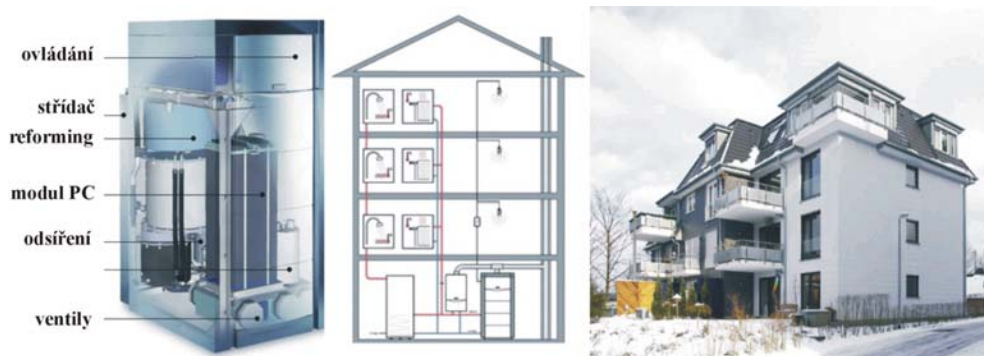 ovládání
střídač
reforming
modul PC
odsíření
ventily